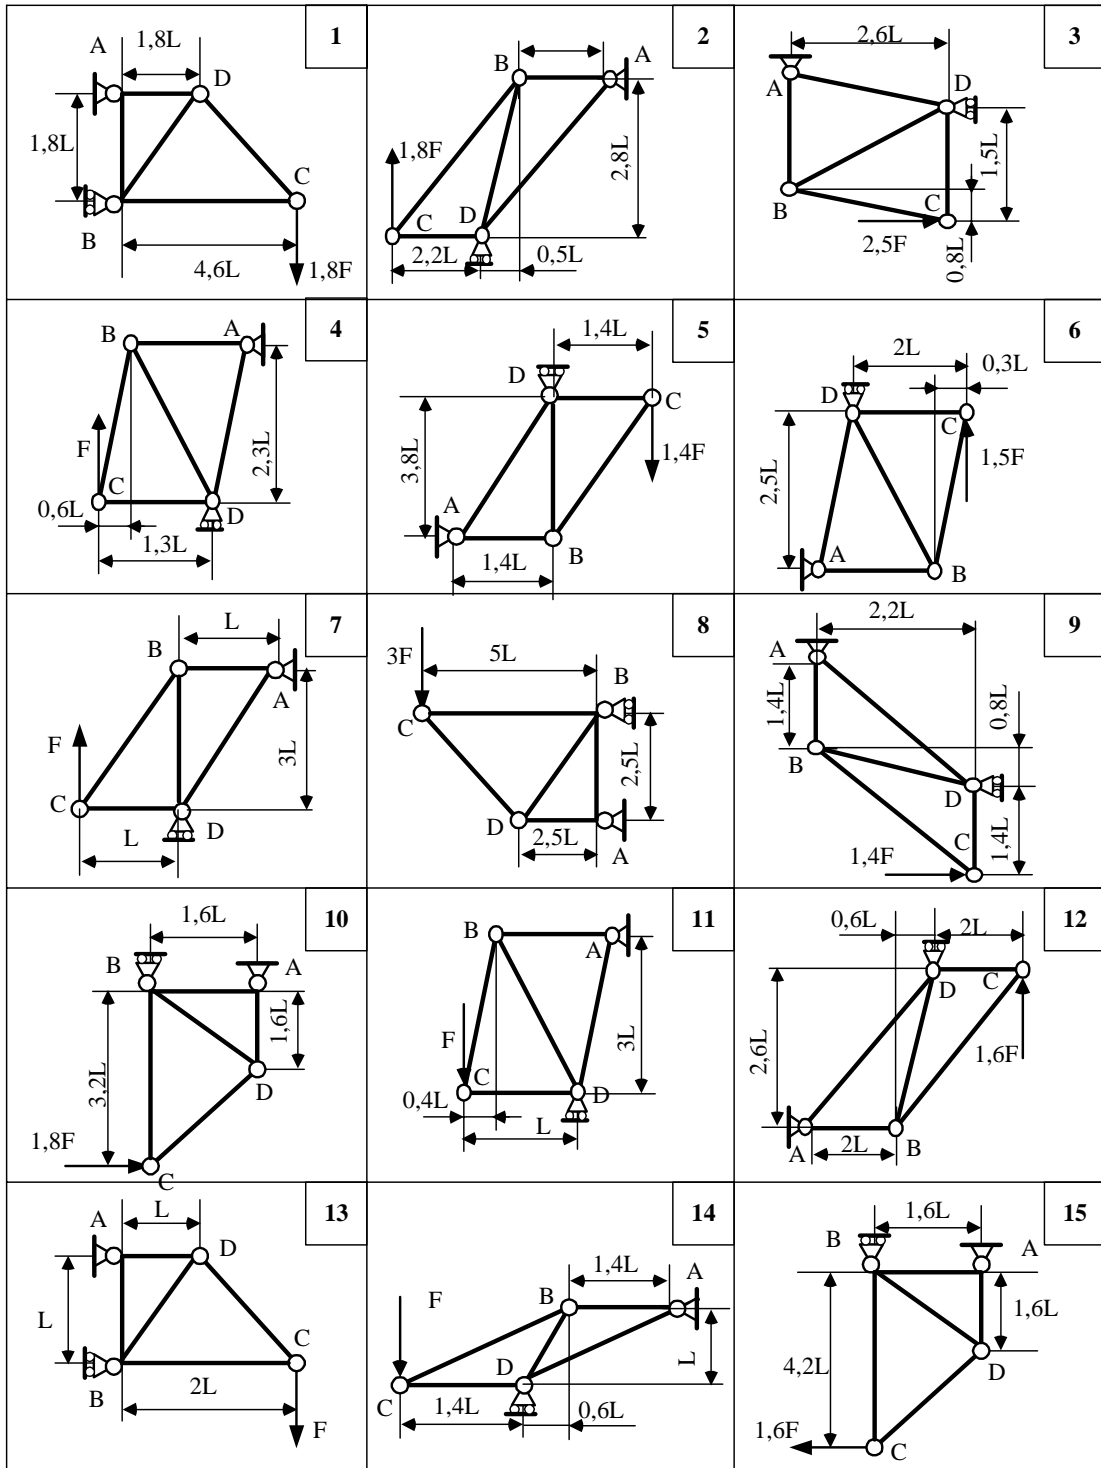 1
A
1,8L
D
1,8L
C
B
4,6L
1,8F
2
B
A
1,8F
2,8L
C
D
2,2L
0,5L
3
2,6L
A
D
1,5L
B
C
2,5F
0,8L
4
B
A
F
2,3L
C
0,6L
D
1,3L
5
1,4L
D
C
3,8L
1,4F
A
B
1,4L
6
2L
0,3L
D
C
2,5L
1,5F
A
B
7
L
B
A
F
3L
C
D
L
8
3F
5L
B
C
2,5L
D
2,5L
A
9
2,2L
A
1,4L
0,8L
B
D
C
1,4F
1,4L
10
1,6L
B
A
1,6L
3,2L
D
1,8F
C
11
B
A
F
3L
C
D
0,4L
L
12
0,6L
2L
C
D
2,6L
1,6F
A
2L
B
13
A
L
D
L
C
B
2L
F
14
1,4L
A
F
B
D
L
C
1,4L
0,6L
15
1,6L
B
A
1,6L
4,2L
D
1,6F
C